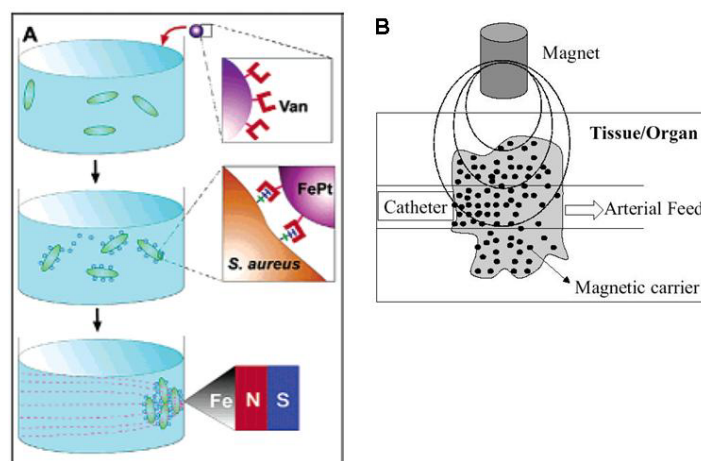 A
Van
FePt
S. aureus
Fe N S
B
Magnet
Tissue/Organ
Catheter
Arterial Feed
Magnetic carrier